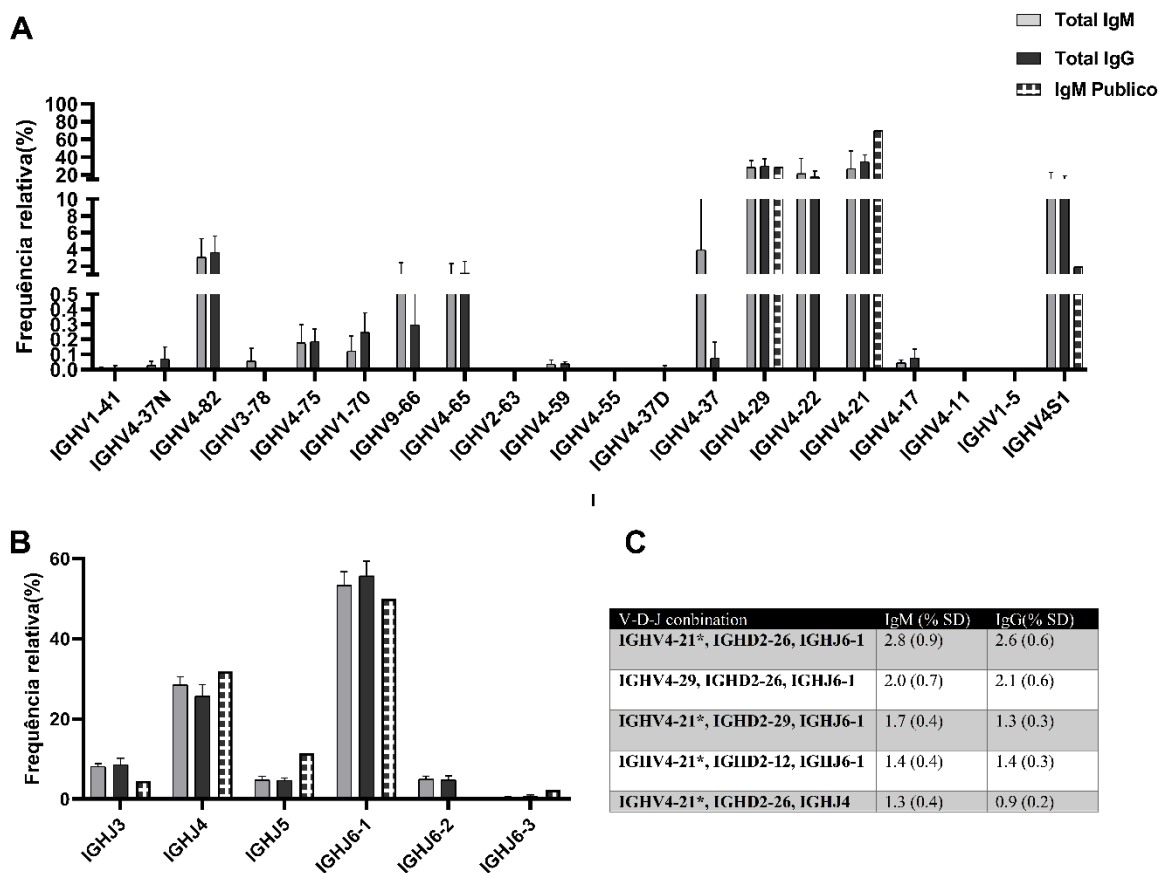 A
Total IgM
Total IgG
IgM Publico
Frequência relativa(%)
100
80
60
40
20
10
8
6
4
2
0.5
0.4
0.3
0.2
0.1
0.0
IGHV1-41
IGHV4-37N
IGHV4-82
IGHV3-78
IGHV4-75
IGHV1-70
IGHV9-66
IGHV4-65
IGHV2-63
IGHV4-59
IGHV4-55
IGHV4-37D
IGHV4-37
IGHV4-29
IGHV4-22
IGHV4-21
IGHV4-17
IGHV4-11
IGHV1-5
IGHV4S1
B
Frequência relativa(%)
60
40
20
0
IGHJ3
IGHJ4
IGHJ5
IGHJ6-1
IGHJ6-2
IGHJ6-3
C
V-D-J conbination IgM (% SD) IgG(% SD)
IGHV4-21*, IGHD2-26, IGHJ6-1 2.8 (0.9) 2.6 (0.6)
IGHV4-29, IGHD2-26, IGHJ6-1 2.0 (0.7) 2.1 (0.6)
IGHV4-21*, IGHD2-29, IGHJ6-1 1.7 (0.4) 1.3 (0.3)
IGHV4-21*, IGHD2-12, IGHJ6-1 1.4 (0.4) 1.4 (0.3)
IGHV4-21*, IGHD2-26, IGHJ4 1.3 (0.4) 0.9 (0.2)